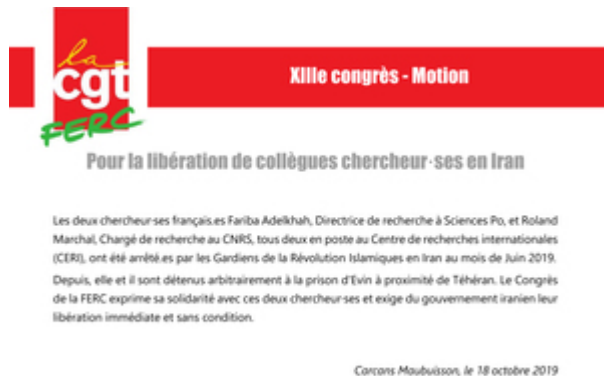 la
cgt
FERC
XIIIe congrès - Motion
Pour la libération de collègues chercheur·ses en Iran
Les deux chercheur·ses français.es Fariba Adelkhah, Directrice de recherche à Sciences Po, et Roland
Marchal, Chargé de recherche au CNRS, tous deux en poste au Centre de recherches internationales
(CERI), ont été arrêté.es par les Gardiens de la Révolution Islamiques en Iran au mois de Juin 2019.
Depuis, elle et il sont détenus arbitrairement à la prison d'Evin à proximité de Téhéran. Le Congrès
de la FERC exprime sa solidarité avec ces deux chercheur·ses et exige du gouvernement iranien leur
libération immédiate et sans condition.
Carcans Maubuisson, le 18 octobre 2019